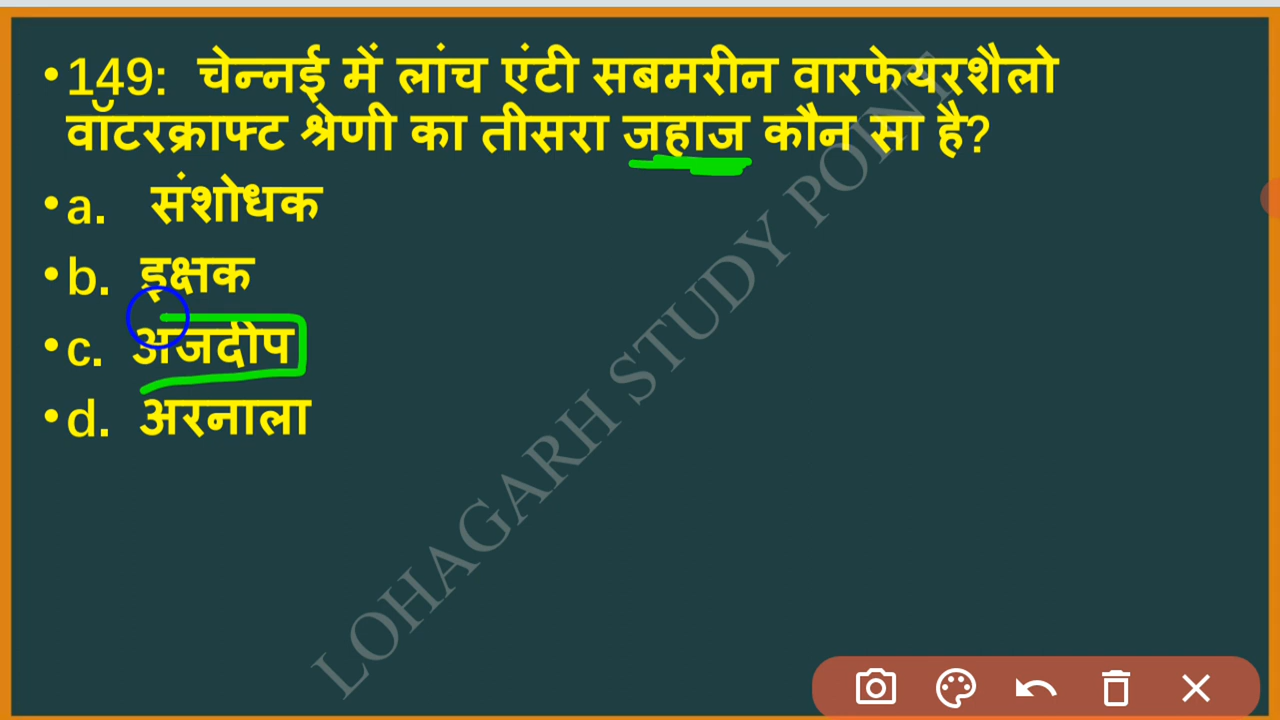 •149: चेन्नई में लांच एंटी सबमरीन वारफेयरशैलो
वॉटरक्राफ्ट श्रेणी का तीसरा जहाज कौन सा है?
•a. संशोधक
•b. इक्षक
•c. अंजदीप
•d. अरनाला
LOHAGARH STUDY POINT